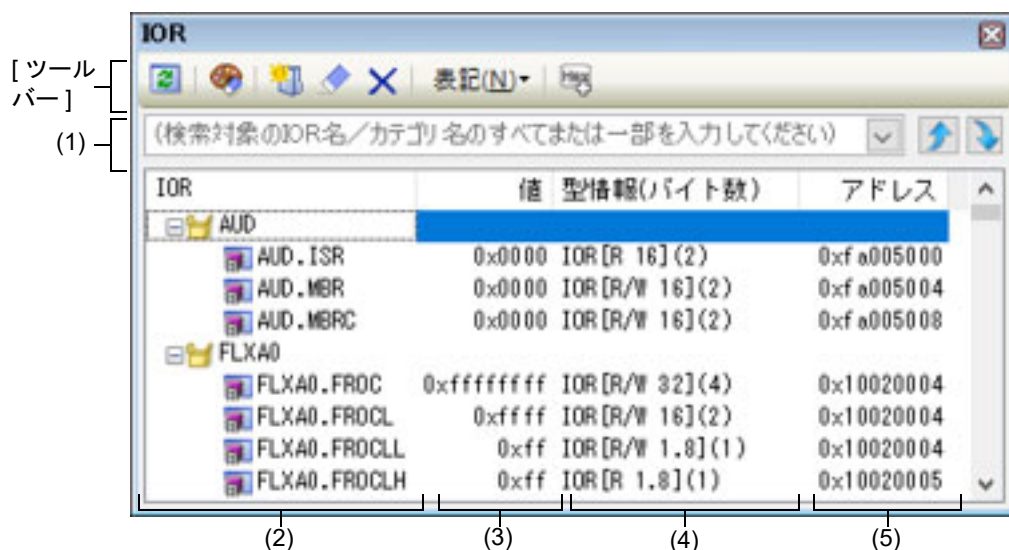 IOR
[ ツール
バー ]
表記(N)
Hex
(1)
(検索対象のIOR名／カテゴリ名のすべてまたは一部を入力してください)
IOR 値 型情報(バイト数) アドレス
AUD
AUD.ISR 0x0000 IOR[R 16](2) 0xfa005000
AUD.MBR 0x0000 IOR[R/W 16](2) 0xfa005004
AUD.MBRC 0x0000 IOR[R/W 16](2) 0xfa005008
FLXA0
FLXA0.FROC 0xffffffff IOR[R/W 32](4) 0x10020004
FLXA0.FROCL 0xffff IOR[R/W 16](2) 0x10020004
FLXA0.FROCLL 0xff IOR[R/W 1.8](1) 0x10020004
FLXA0.FROCLH 0xff IOR[R 1.8](1) 0x10020005
(2) (3) (4) (5)